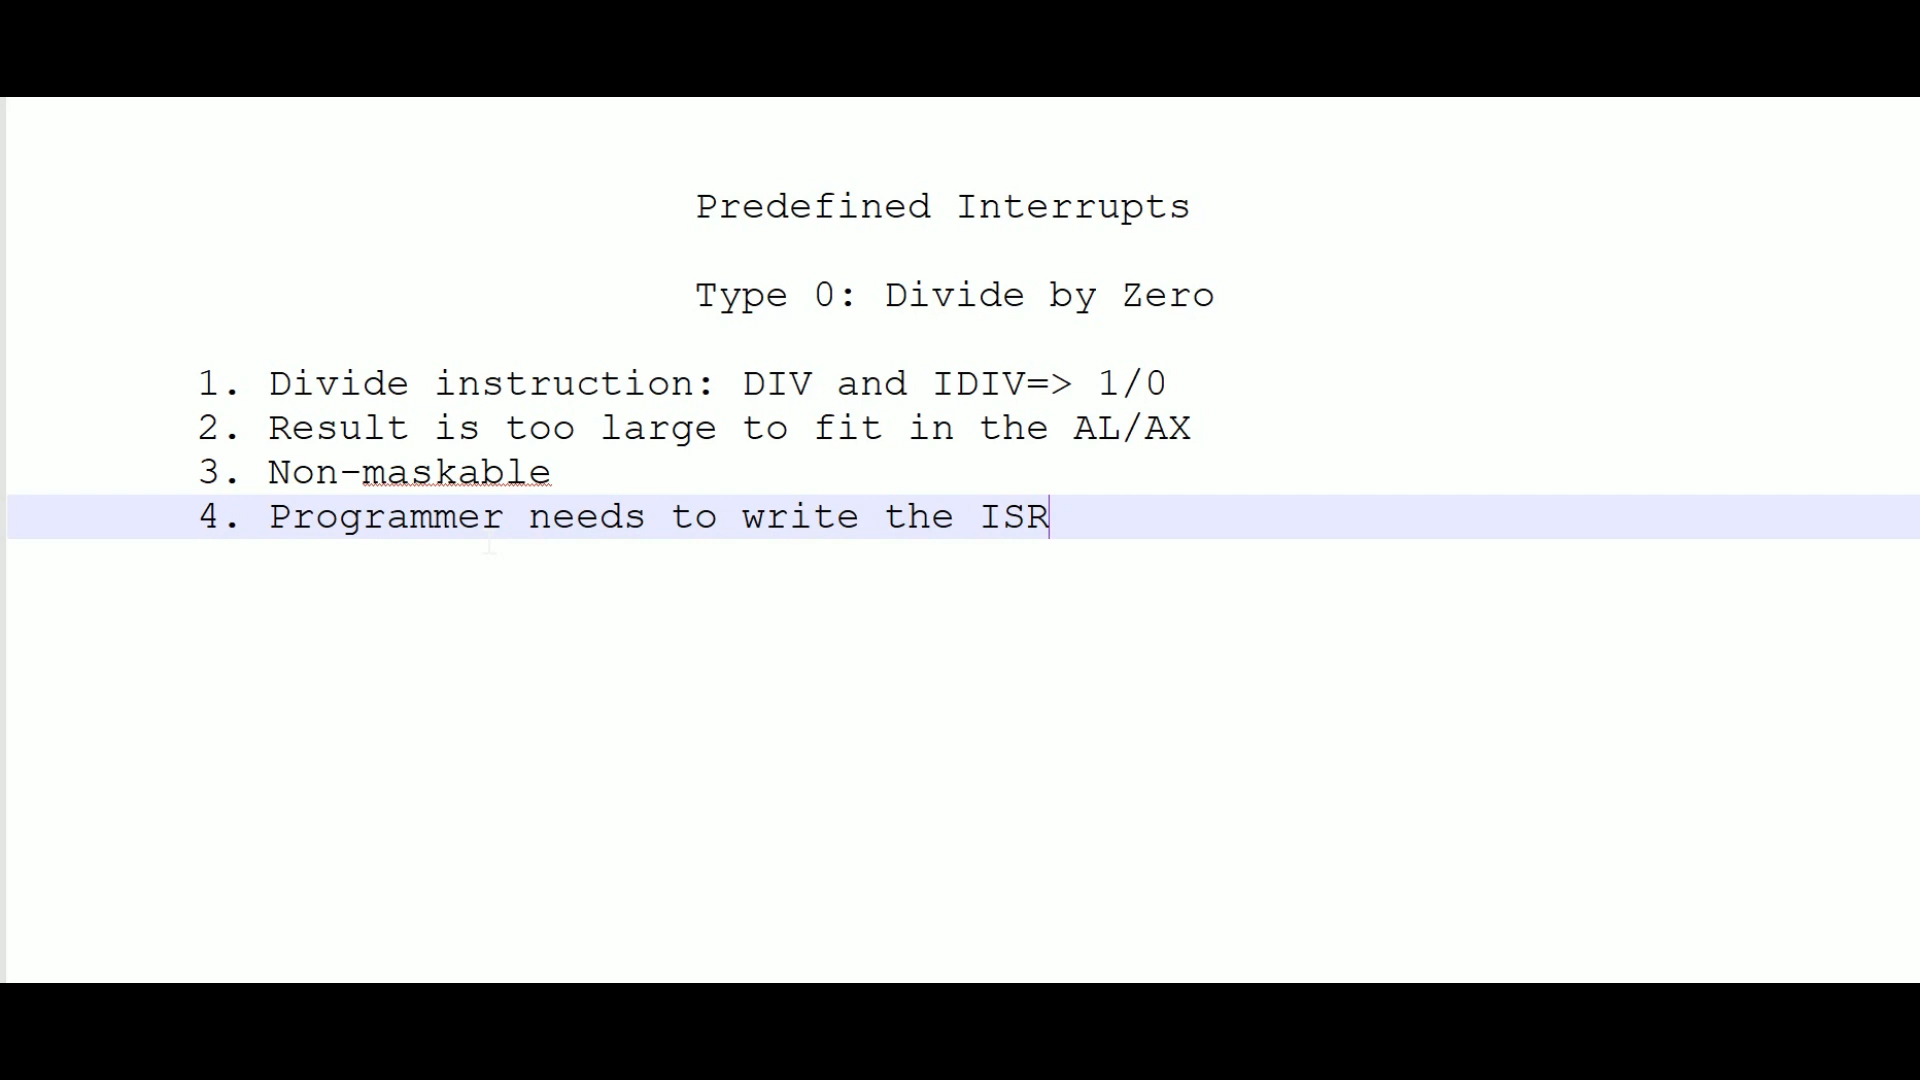 Predefined Interrupts
Type 0: Divide by Zero
1. Divide instruction: DIV and IDIV=> 1/0
2. Result is too large to fit in the AL/AX
3. Non-maskable
4. Programmer needs to write the ISR